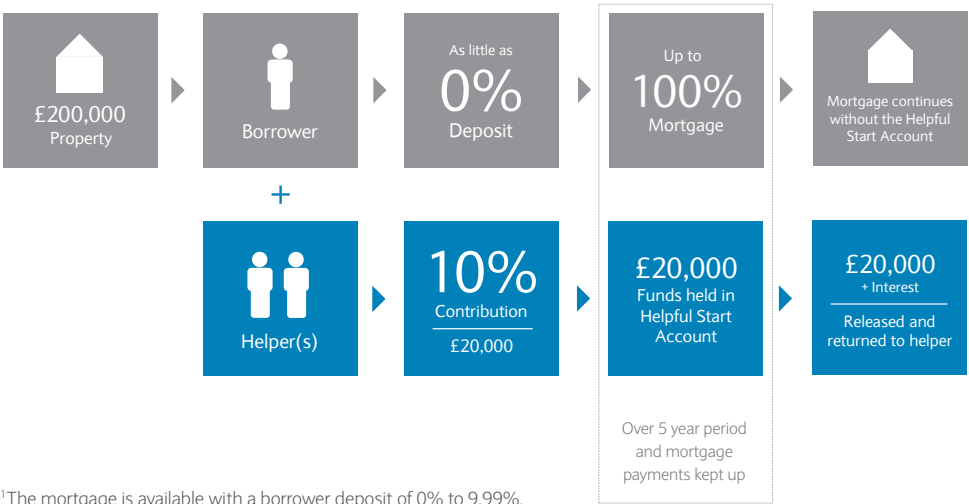 £200,000
Property
Borrower
As little as
0%
Deposit
Up to
100%
Mortgage
Mortgage continues
without the Helpful
Start Account
+
Helper(s)
10%
Contribution
£20,000
£20,000
Funds held in
Helpful Start
Account
£20,000
+ Interest
Released and
returned to helper
Over 5 year period
and mortgage
payments kept up
¹The mortgage is available with a borrower deposit of 0% to 9.99%.